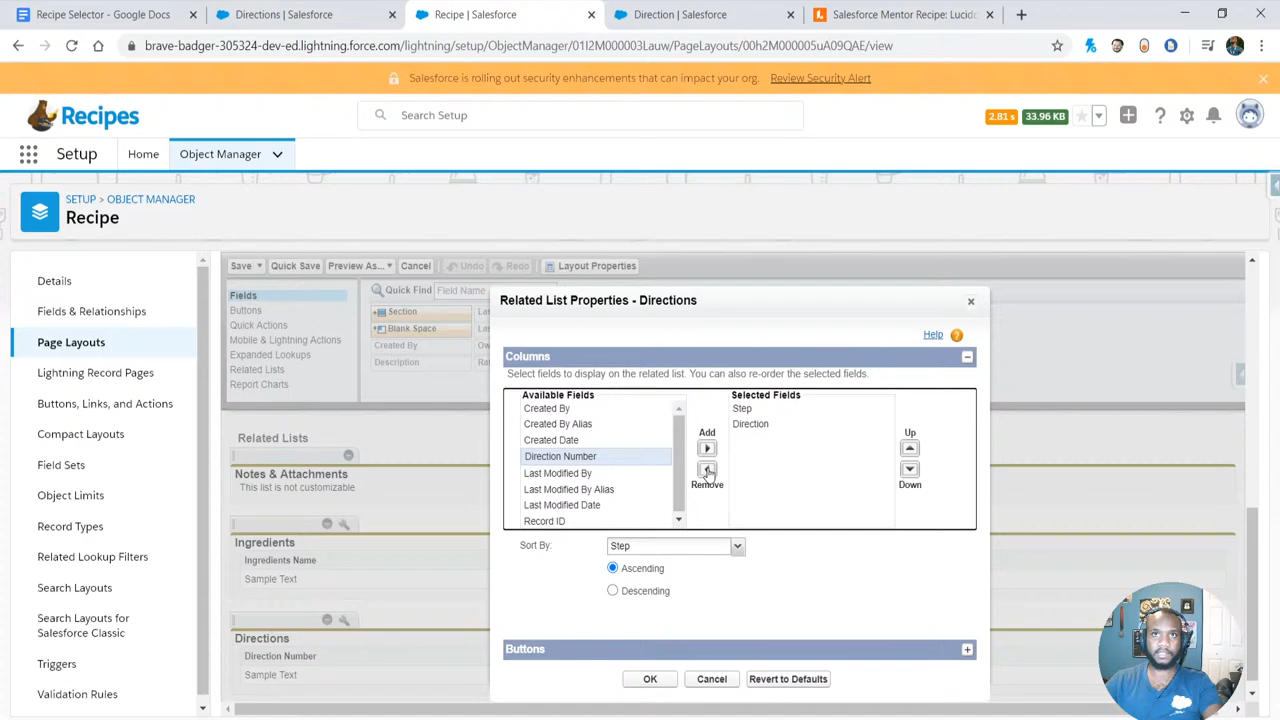 Recipe Selector - Google Docs
Directions | Salesforce
Recipe | Salesforce
Direction | Salesforce
Salesforce Mentor Recipe: Lucid
brave-badger-305324-dev-ed.lightning.force.com/lightning/setup/ObjectManager/01I2M000003Lauw/PageLayouts/00h2M000005uA09QAE/view
Salesforce is rolling out security enhancements that can impact your org. Review Security Alert
Recipes
Search Setup
2.81 s
33.96 KB
Setup
Home
Object Manager
SETUP > OBJECT MANAGER
Recipe
Details
Fields & Relationships
Page Layouts
Lightning Record Pages
Buttons, Links, and Actions
Compact Layouts
Field Sets
Object Limits
Record Types
Related Lookup Filters
Search Layouts
Search Layouts for
Salesforce Classic
Triggers
Validation Rules
Save
Quick Save
Preview As...
Cancel
Undo
Redo
Layout Properties
Fields
Buttons
Quick Actions
Mobile & Lightning Actions
Expanded Lookups
Related Lists
Report Charts
Quick Find
Field Name
Section
Blank Space
Created By
Description
Related Lists
Notes & Attachments
This list is not customizable
Ingredients
Ingredients Name
Sample Text
Directions
Direction Number
Sample Text
Related List Properties - Directions
Help
Columns
Select fields to display on the related list. You can also re-order the selected fields.
Available Fields
Created By
Created By Alias
Created Date
Direction Number
Last Modified By
Last Modified By Alias
Last Modified Date
Record ID
Add
Remove
Selected Fields
Step
Direction
Up
Down
Sort By:
Step
Ascending
Descending
Buttons
OK
Cancel
Revert to Defaults